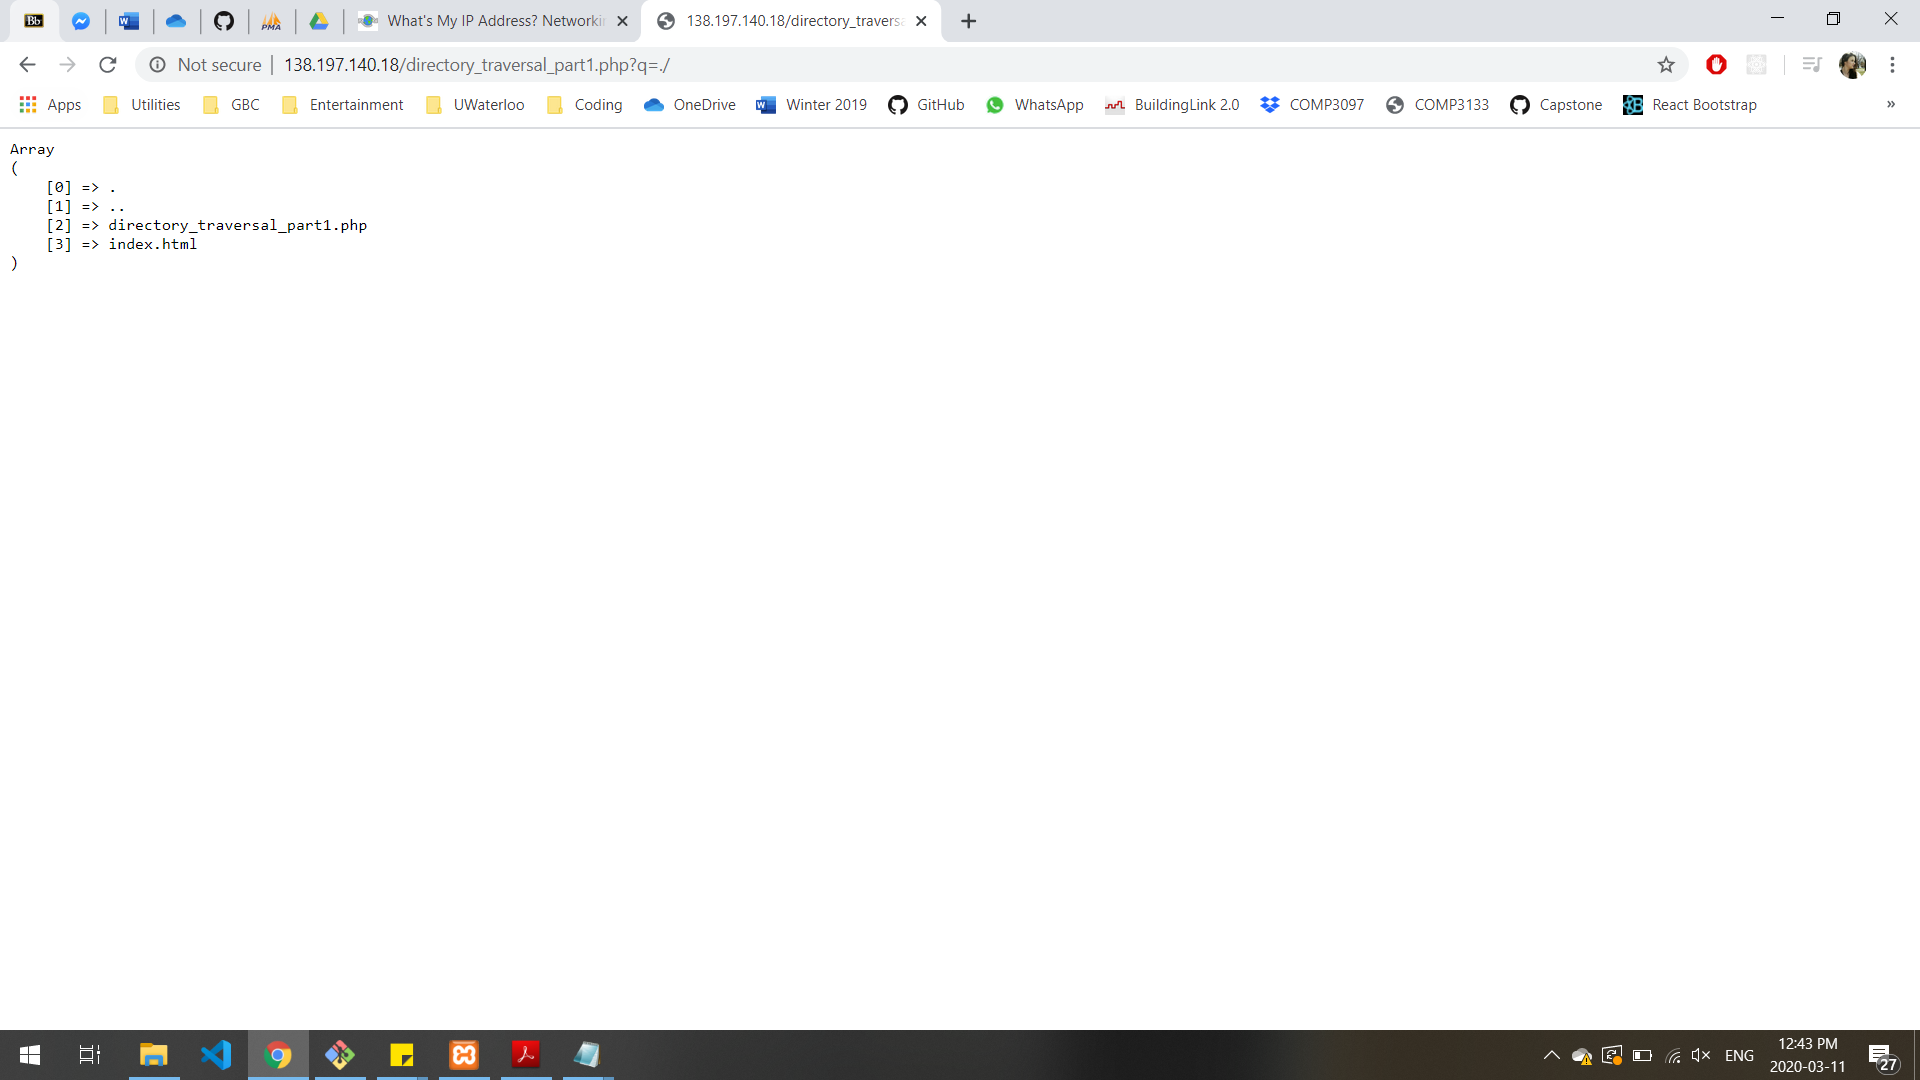 Bb
PMA
What's My IP Address? Networkin
138.197.140.18/directory_travers
Not secure | 138.197.140.18/directory_traversal_part1.php?q=./
Apps Utilities GBC Entertainment UWaterloo Coding OneDrive Winter 2019 GitHub WhatsApp BuildingLink 2.0 COMP3097 COMP3133 Capstone React Bootstrap »
Array
(
    [0] => .
    [1] => ..
    [2] => directory_traversal_part1.php
    [3] => index.html
)
ENG
12:43 PM
2020-03-11
27